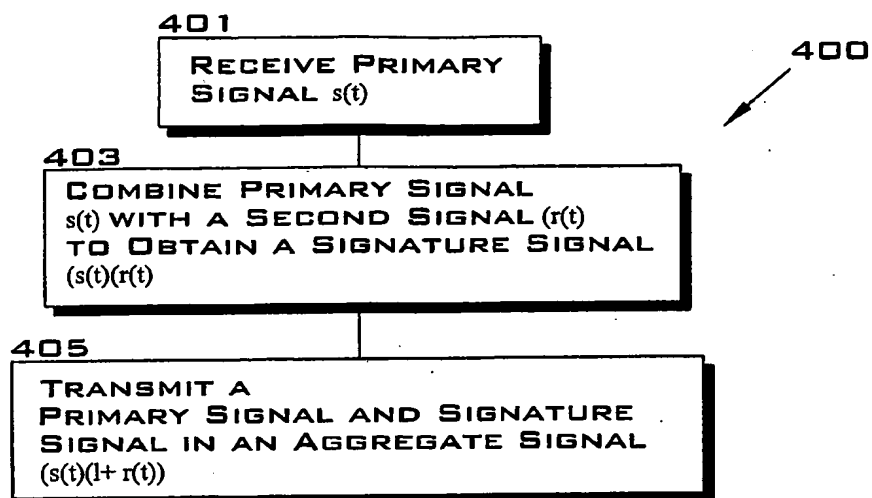 401
RECEIVE PRIMARY
SIGNAL s(t)
400
403
COMBINE PRIMARY SIGNAL
s(t) WITH A SECOND SIGNAL (r(t)
TO OBTAIN A SIGNATURE SIGNAL
(s(t)(r(t)
405
TRANSMIT A
PRIMARY SIGNAL AND SIGNATURE
SIGNAL IN AN AGGREGATE SIGNAL
(s(t)(l+ r(t))